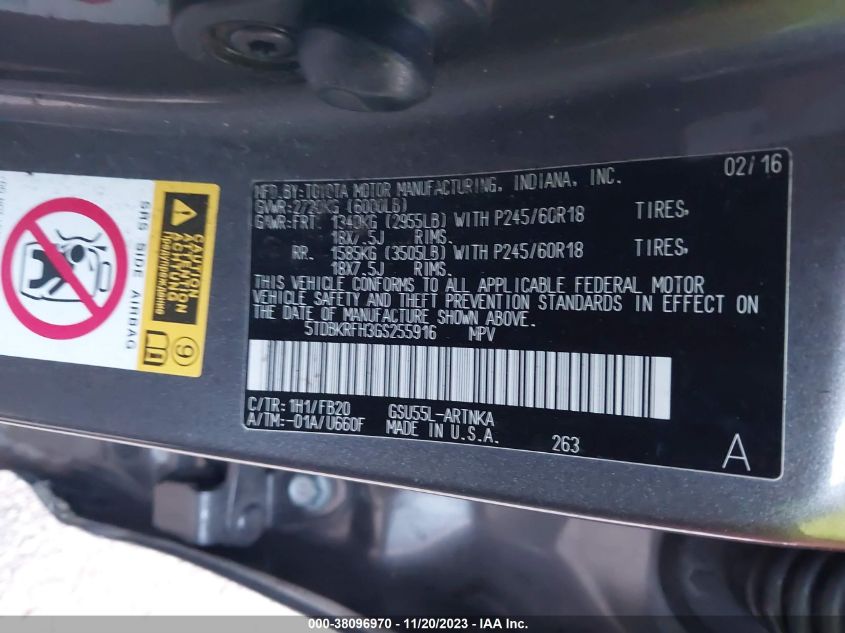 MFD.BY:TOYOTA MOTOR MANUFACTURING, INDIANA, INC. 02/16
GVWR:2720KG (6000LB)
GAWR:FRT. 1340KG (2955LB) WITH P245/60R18 TIRES,
18X7.5J RIMS.
RR. 1585KG (3505LB) WITH P245/60R18 TIRES,
18X7.5J RIMS.
THIS VEHICLE CONFORMS TO ALL APPLICABLE FEDERAL MOTOR
VEHICLE SAFETY AND THEFT PREVENTION STANDARDS IN EFFECT ON
THE DATE OF MANUFACTURE SHOWN ABOVE.
5TDBKRFH3GS255916 MPV
C/TR:1H1/FB20 GSU55L-ARTNKA
A/TM:-01A/U660F MADE IN U.S.A.
263
A
SRS SIDE AIRBAG
CAUTION
ACHTUNG
9
000-38096970 - 11/20/2023 - IAA Inc.